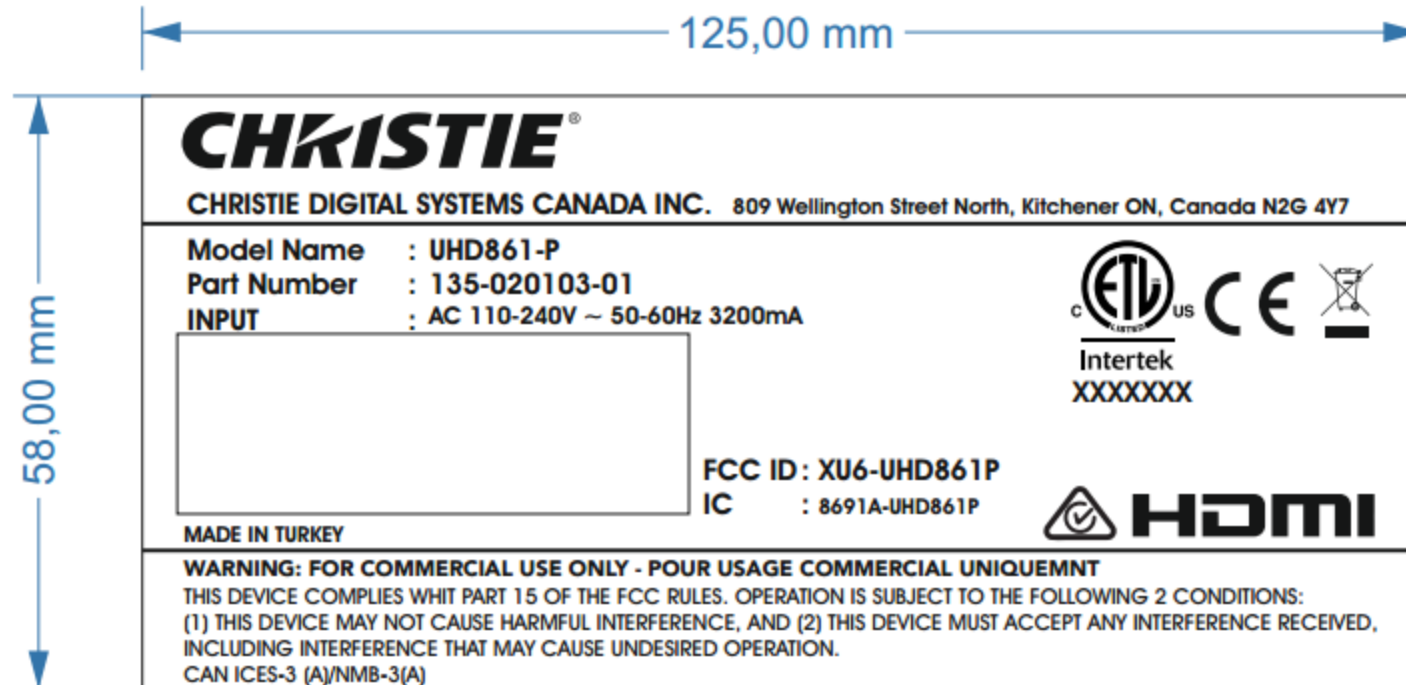 125,00 mm
58,00 mm
CHRISTIE®
CHRISTIE DIGITAL SYSTEMS CANADA INC. 809 Wellington Street North, Kitchener ON, Canada N2G 4Y7
Model Name : UHD861-P
Part Number : 135-020103-01
INPUT : AC 110-240V ~ 50-60Hz 3200mA
C ETL US CE
LISTED
Intertek
XXXXXXX
FCC ID : XU6-UHD861P
IC : 8691A-UHD861P
HDMI
MADE IN TURKEY
WARNING: FOR COMMERCIAL USE ONLY - POUR USAGE COMMERCIAL UNIQUEMNT
THIS DEVICE COMPLIES WHIT PART 15 OF THE FCC RULES. OPERATION IS SUBJECT TO THE FOLLOWING 2 CONDITIONS:
(1) THIS DEVICE MAY NOT CAUSE HARMFUL INTERFERENCE, AND (2) THIS DEVICE MUST ACCEPT ANY INTERFERENCE RECEIVED,
INCLUDING INTERFERENCE THAT MAY CAUSE UNDESIRED OPERATION.
CAN ICES-3 (A)/NMB-3(A)